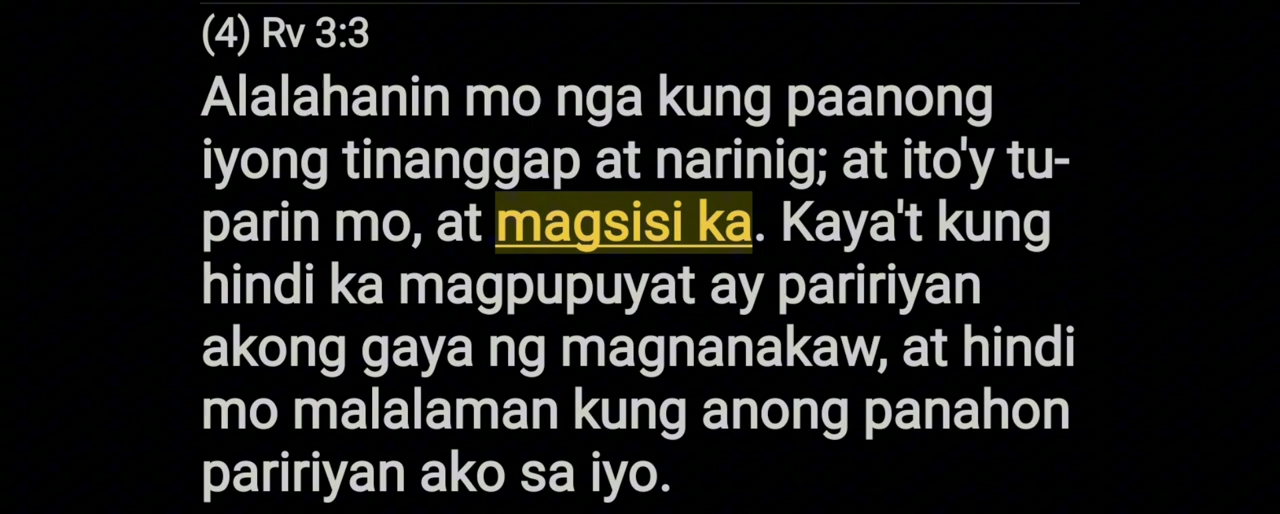 (4) Rv 3:3
Alalahanin mo nga kung paanong
iyong tinanggap at narinig; at ito'y tu-
parin mo, at magsisi ka. Kaya't kung
hindi ka magpupuyat ay paririyan
akong gaya ng magnanakaw, at hindi
mo malalaman kung anong panahon
paririyan ako sa iyo.